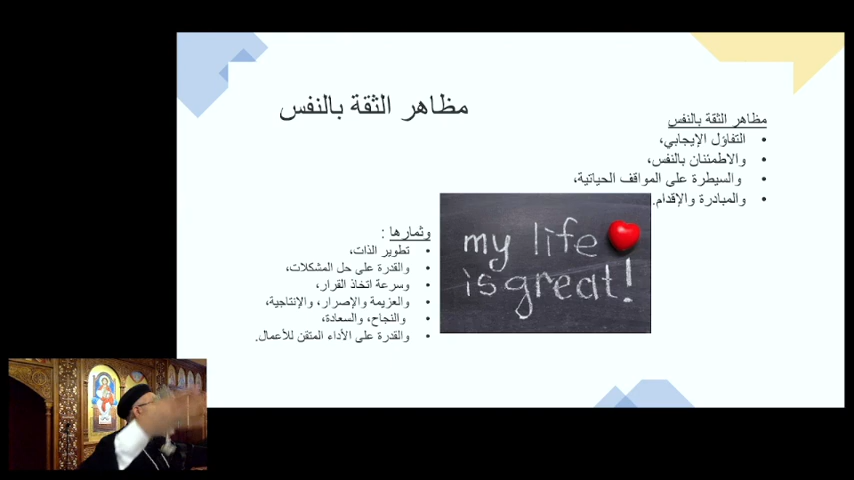 مظاهر الثقة بالنفس
مظاهر الثقة بالنفس
• التفاؤل الإيجابي،
• والاطمئنان بالنفس،
• والسيطرة على المواقف الحياتية،
• والمبادرة والإقدام.
my life
is great!
وثمارها :
• تطوير الذات،
• والقدرة على حل المشكلات،
• وسرعة اتخاذ القرار،
• والعزيمة والإصرار، والإنتاجية،
• والنجاح، والسعادة،
• والقدرة على الأداء المتقن للأعمال.